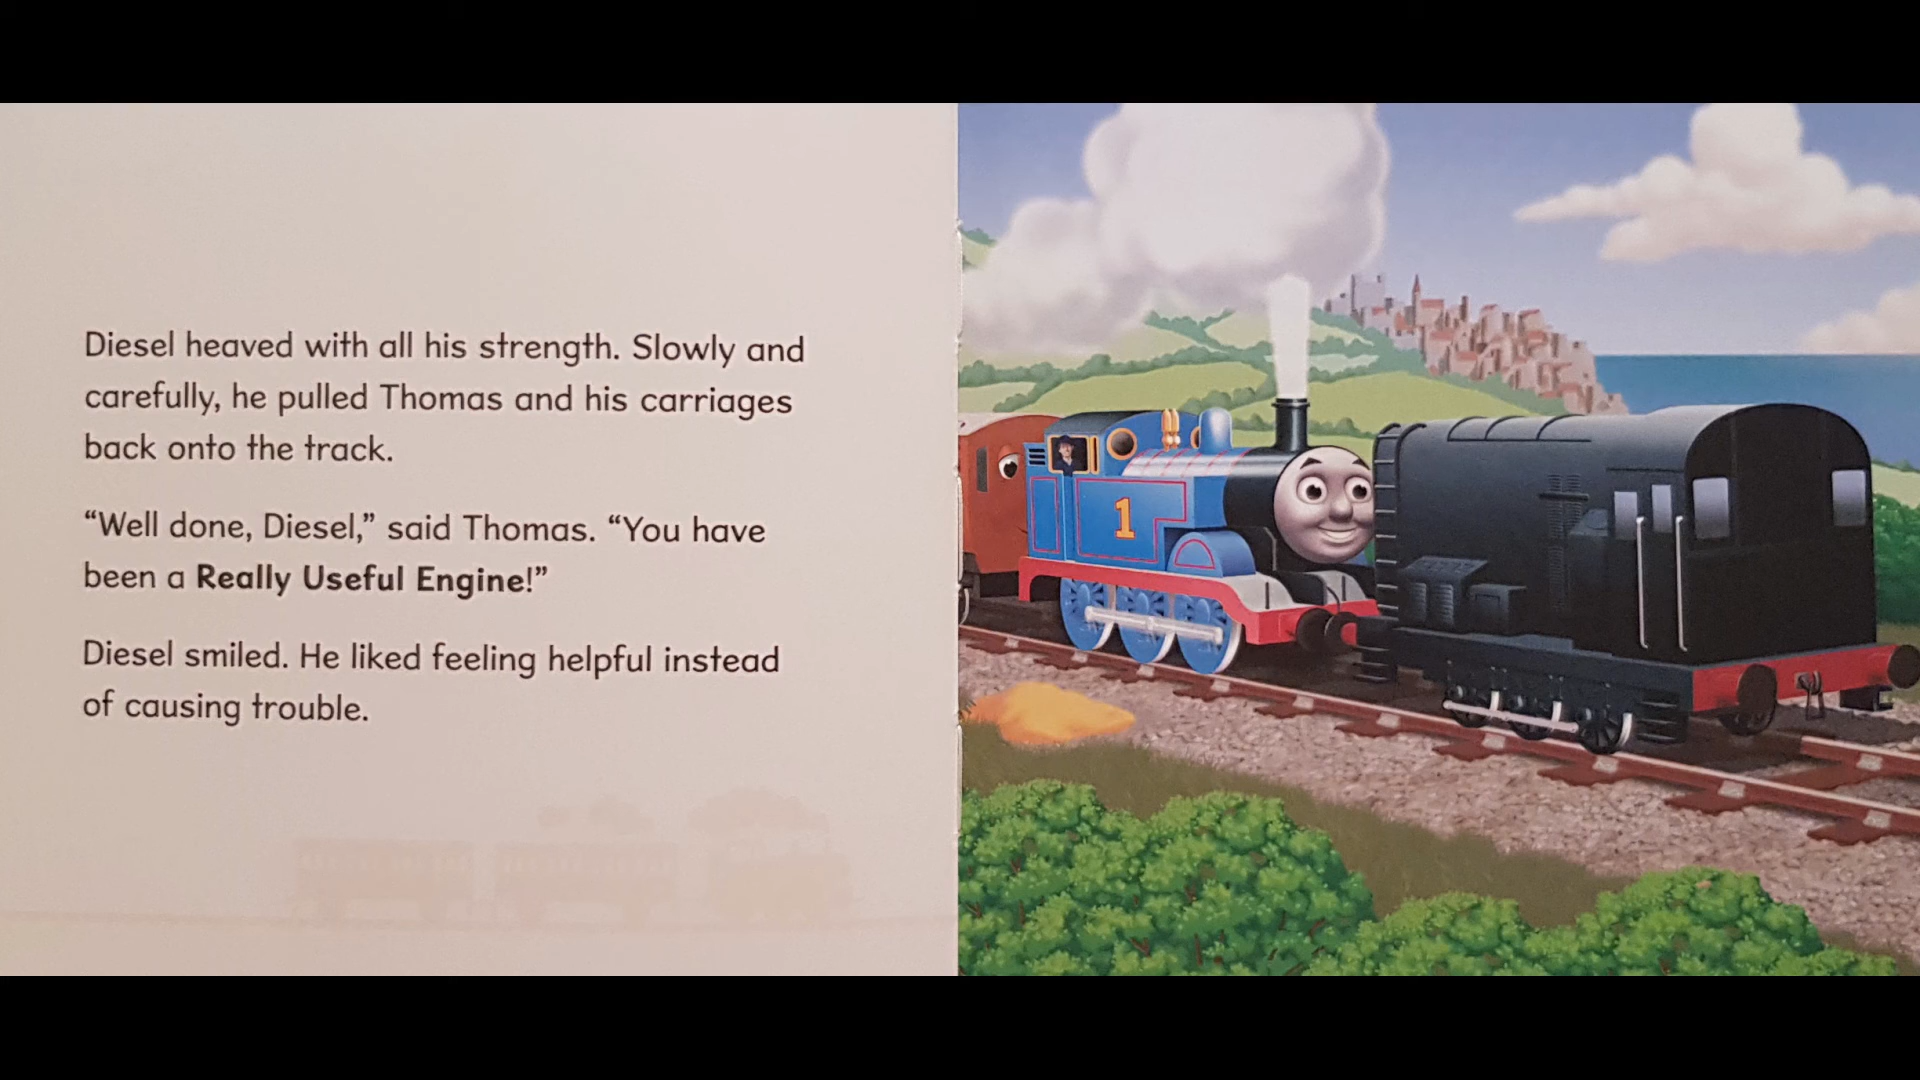 Diesel heaved with all his strength. Slowly and
carefully, he pulled Thomas and his carriages
back onto the track.
“Well done, Diesel,” said Thomas. “You have
been a Really Useful Engine!”
Diesel smiled. He liked feeling helpful instead
of causing trouble.
1